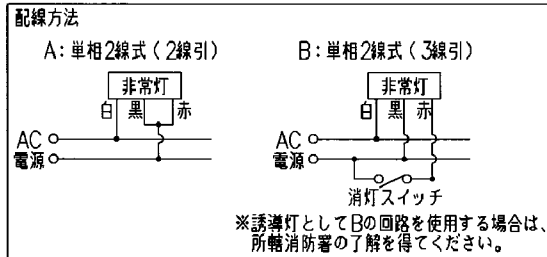 配線方法
A:単相2線式(2線引)
B:単相2線式(3線引)
非常灯
白 黒 赤
AC
電源
非常灯
白 黒 赤
AC
電源
消灯スイッチ
※誘導灯としてBの回路を使用する場合は、
所轄消防署の了解を得てください。